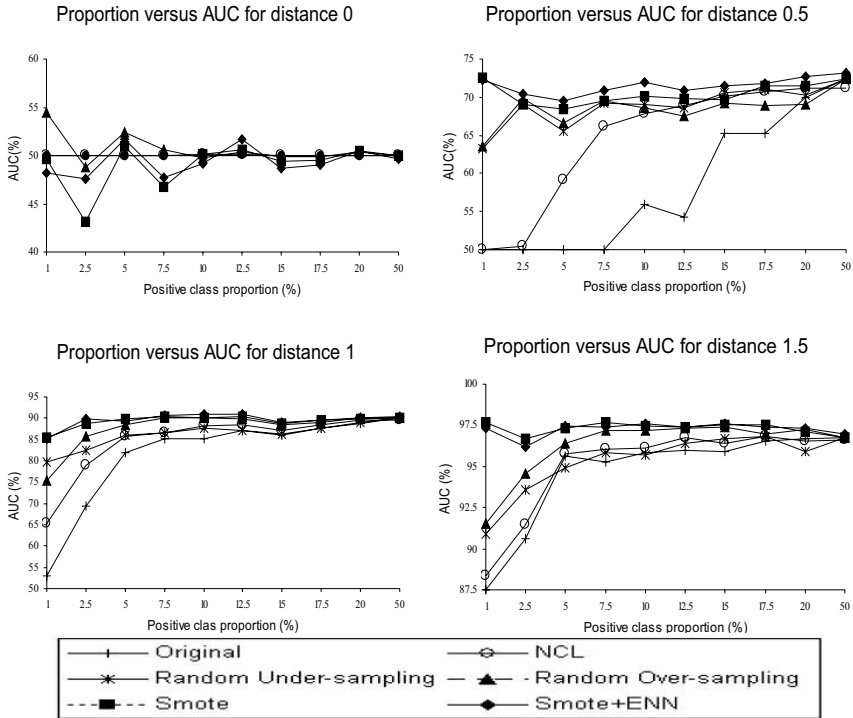 Proportion versus AUC for distance 0
60
55
50
45
40
AUC(%)
1 2.5 5 7.5 10 12.5 15 17.5 20 50
Positive class proportion (%)
Proportion versus AUC for distance 0.5
70
65
60
55
50
AUC(%)
1 2.5 5 7.5 10 12.5 15 17.5 20 50
Positive class proportion (%)
Proportion versus AUC for distance 1
95
90
85
80
75
70
65
60
55
50
AUC (%)
1 2.5 5 7.5 10 12.5 15 17.5 20 50
Positive clas proportion (%)
Proportion versus AUC for distance 1.5
100
97.5
95
92.5
90
87.5
AUC (%)
1 2.5 5 7.5 10 12.5 15 17.5 20 50
Positive class proportion (%)
Original NCL
Random Under-sampling Random Over-sampling
Smote Smote+ENN